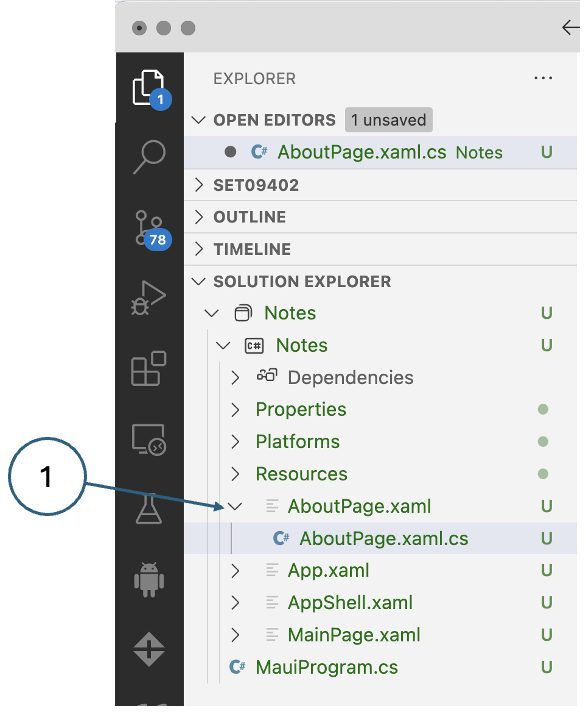 EXPLORER ...
1
OPEN EDITORS 1 unsaved
C# AboutPage.xaml.cs Notes U
SET09402
OUTLINE
78
TIMELINE
SOLUTION EXPLORER
Notes U
C# Notes U
Dependencies
Properties
Platforms
Resources
1
AboutPage.xaml U
C# AboutPage.xaml.cs U
App.xaml U
AppShell.xaml U
MainPage.xaml U
C# MauiProgram.cs U